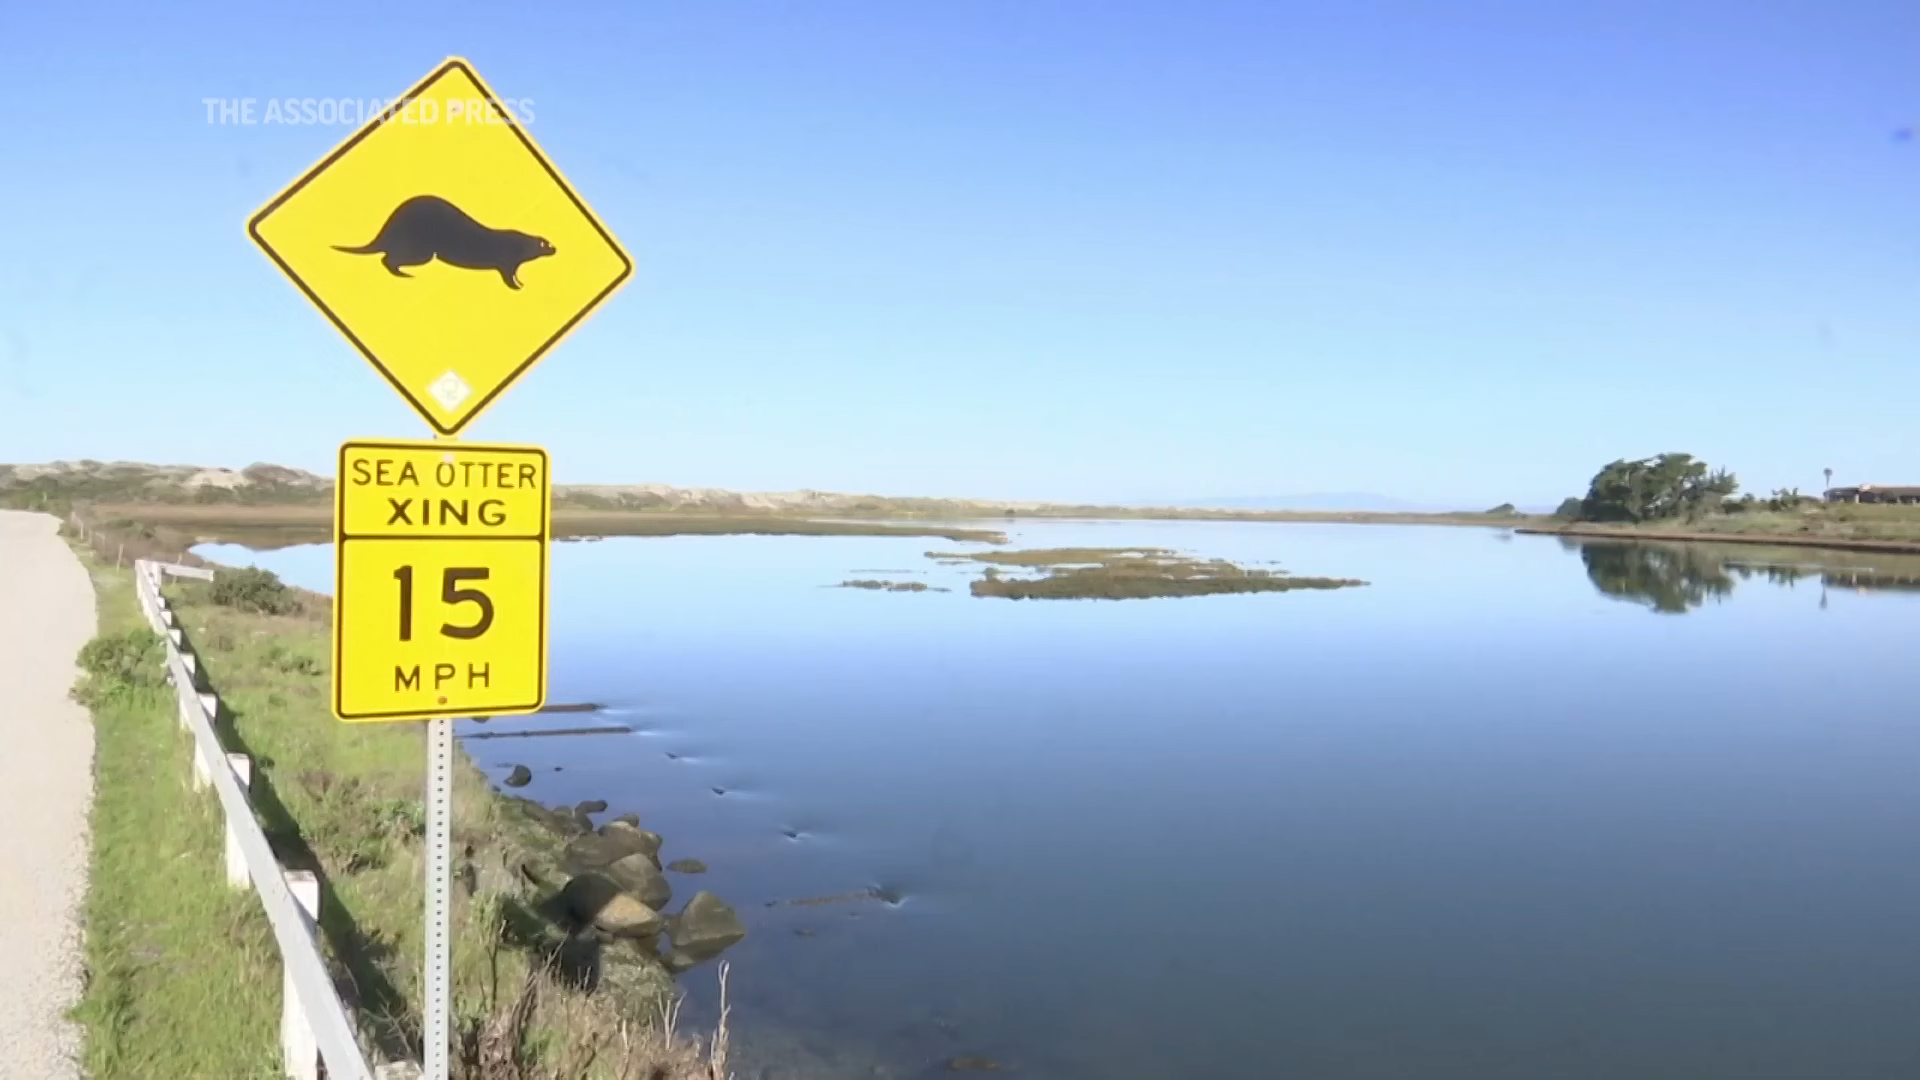 THE ASSOCIATED PRESS
SEA OTTER
XING
15
MPH